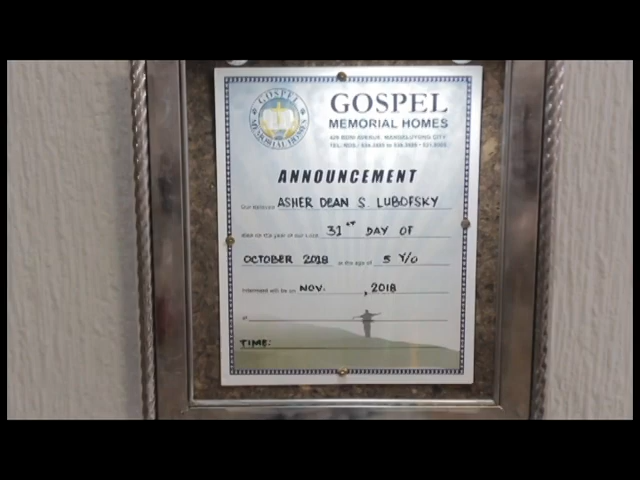 GOSPEL
MEMORIAL HOMES
GOSPEL
MEMORIAL HOMES
ANNOUNCEMENT
Our beloved ASHER DEAN S. LUBOFSKY
31ST DAY OF
OCTOBER 2018 at the age of 5 Y/O
Interment will be on NOV. , 2018
at
TIME: